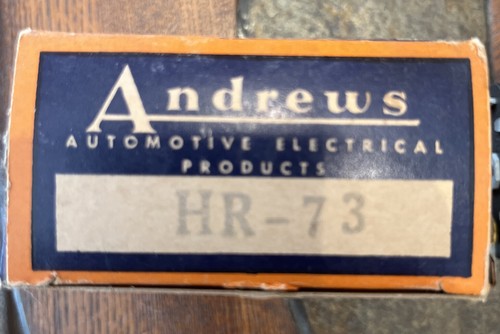 Andrews
AUTOMOTIVE ELECTRICAL
PRODUCTS
HR-73